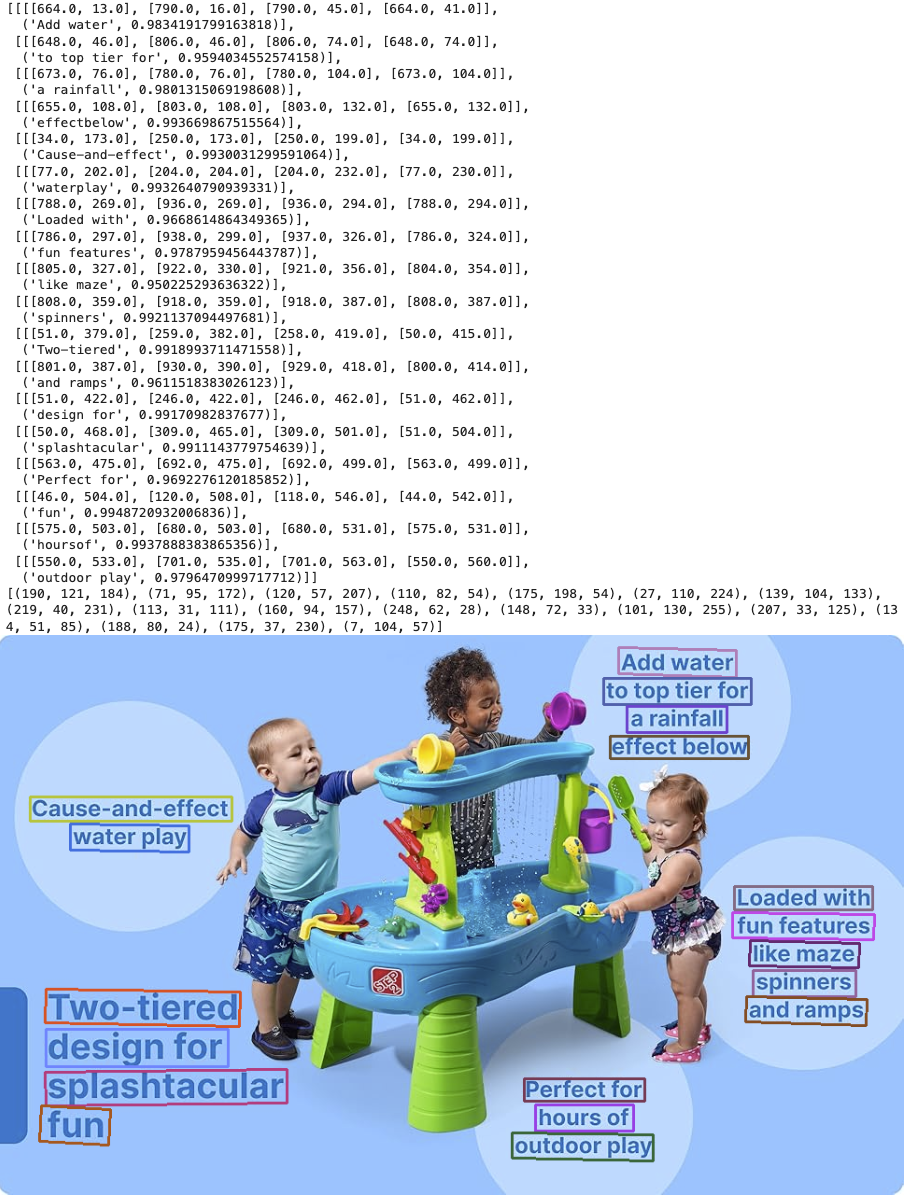 [[[[664.0, 13.0], [790.0, 16.0], [790.0, 45.0], [664.0, 41.0]],
('Add water', 0.9834191799163818)],
[[[648.0, 46.0], [806.0, 46.0], [806.0, 74.0], [648.0, 74.0]],
('to top tier for', 0.9594034552574158)],
[[[673.0, 76.0], [780.0, 76.0], [780.0, 104.0], [673.0, 104.0]],
('a rainfall', 0.9801315069198608)],
[[[655.0, 108.0], [803.0, 108.0], [803.0, 132.0], [655.0, 132.0]],
('effectbelow', 0.993669867515564)],
[[[34.0, 173.0], [250.0, 173.0], [250.0, 199.0], [34.0, 199.0]],
('Cause-and-effect', 0.9930031299591064)],
[[[77.0, 202.0], [204.0, 204.0], [204.0, 232.0], [77.0, 230.0]],
('waterplay', 0.9932640790939331)],
[[[788.0, 269.0], [936.0, 269.0], [936.0, 294.0], [788.0, 294.0]],
('Loaded with', 0.9668614864349365)],
[[[786.0, 297.0], [938.0, 299.0], [937.0, 326.0], [786.0, 324.0]],
('fun features', 0.9787959456443787)],
[[[805.0, 327.0], [922.0, 330.0], [921.0, 356.0], [804.0, 354.0]],
('like maze', 0.950225293636322)],
[[[808.0, 359.0], [918.0, 359.0], [918.0, 387.0], [808.0, 387.0]],
('spinners', 0.9921137094497681)],
[[[51.0, 379.0], [259.0, 382.0], [258.0, 419.0], [50.0, 415.0]],
('Two-tiered', 0.9918993711471558)],
[[[801.0, 387.0], [930.0, 390.0], [929.0, 418.0], [800.0, 414.0]],
('and ramps', 0.9611518383026123)],
[[[51.0, 422.0], [246.0, 422.0], [246.0, 462.0], [51.0, 462.0]],
('design for', 0.99170982837677)],
[[[50.0, 468.0], [309.0, 465.0], [309.0, 501.0], [51.0, 504.0]],
('splashtacular', 0.9911143779754639)],
[[[563.0, 475.0], [692.0, 475.0], [692.0, 499.0], [563.0, 499.0]],
('Perfect for', 0.9692276120185852)],
[[[46.0, 504.0], [120.0, 508.0], [118.0, 546.0], [44.0, 542.0]],
('fun', 0.9948720932006836)],
[[[575.0, 503.0], [680.0, 503.0], [680.0, 531.0], [575.0, 531.0]],
('hoursof', 0.9937888383865356)],
[[[550.0, 533.0], [701.0, 535.0], [701.0, 563.0], [550.0, 560.0]],
('outdoor play', 0.9796470999717712)]]
[(190, 121, 184), (71, 95, 172), (120, 57, 207), (110, 82, 54), (175, 198, 54), (27, 110, 224), (139, 104, 133),
(219, 40, 231), (113, 31, 111), (160, 94, 157), (248, 62, 28), (148, 72, 33), (101, 130, 255), (207, 33, 125), (13
4, 51, 85), (188, 80, 24), (175, 37, 230), (7, 104, 57)]
Add water
to top tier for
a rainfall
effect below
Cause-and-effect
water play
Loaded with
fun features
like maze
spinners
and ramps
Two-tiered
design for
splashtacular
fun
STEP2
Perfect for
hours of
outdoor play